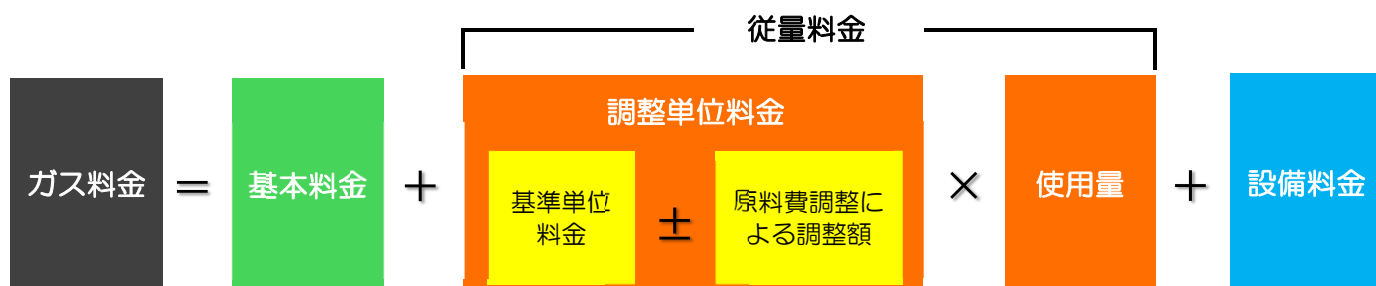 従量料金
ガス料金 = 基本料金 + 調整単位料金 × 使用量 + 設備料金
基準単位
料金
±
原料費調整に
よる調整額